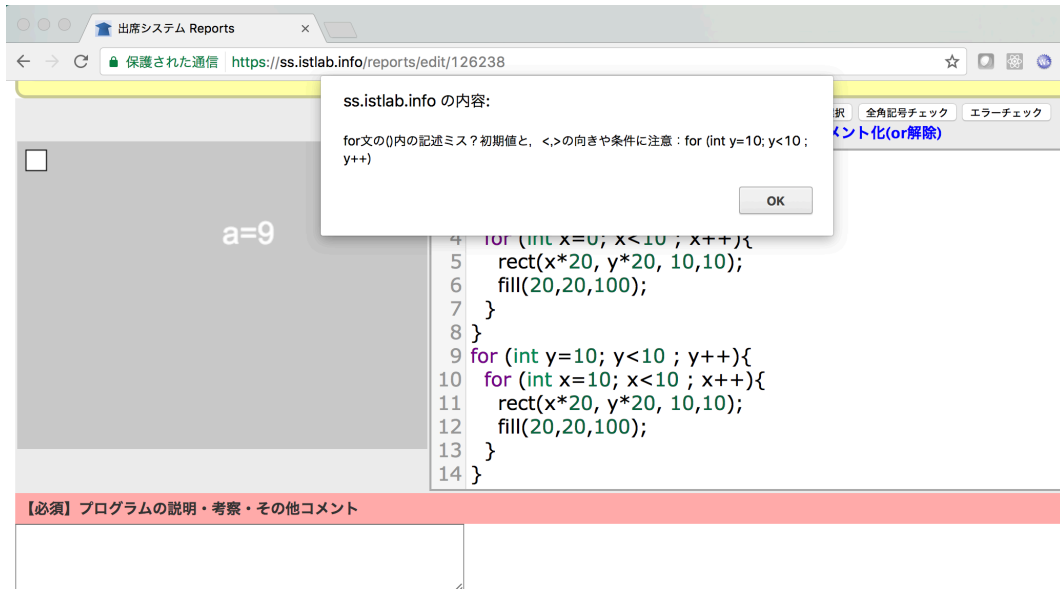 出席システム Reports
保護された通信 https://ss.istlab.info/reports/edit/126238
ss.istlab.info の内容:
for文の()内の記述ミス？初期値と，<,>の向きや条件に注意：for (int y=10; y<10 ;
y++)
OK
択 全角記号チェック エラーチェック
メント化(or解除)
a=9
4 for (int x=0; x<10 ; x++){
5 rect(x*20, y*20, 10,10);
6 fill(20,20,100);
7 }
8 }
9 for (int y=10; y<10 ; y++){
10 for (int x=10; x<10 ; x++){
11 rect(x*20, y*20, 10,10);
12 fill(20,20,100);
13 }
14 }
【必須】プログラムの説明・考察・その他コメント